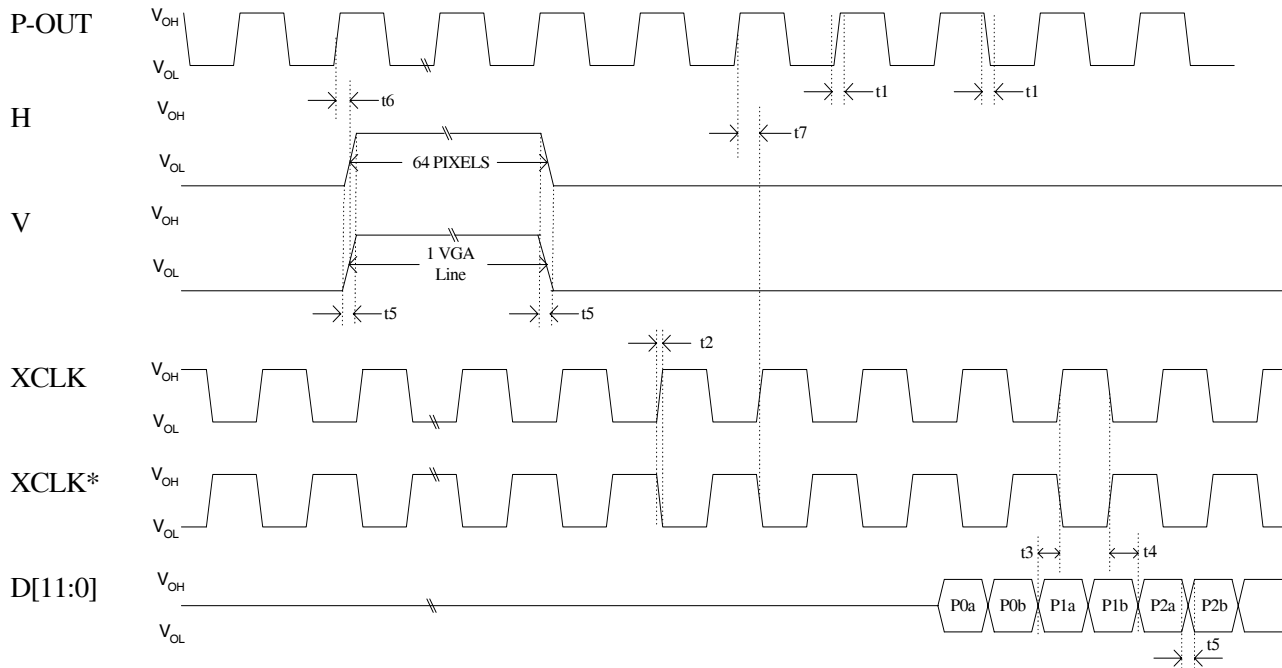 P-OUT
VOH
VOL
t6
t1
t1
H
VOH
t7
VOL
64 PIXELS
V
VOH
VOL
1 VGA
Line
t5
t5
t2
XCLK
VOH
VOL
XCLK*
VOH
VOL
t3
t4
D[11:0]
VOH
P0a
P0b
P1a
P1b
P2a
P2b
VOL
t5